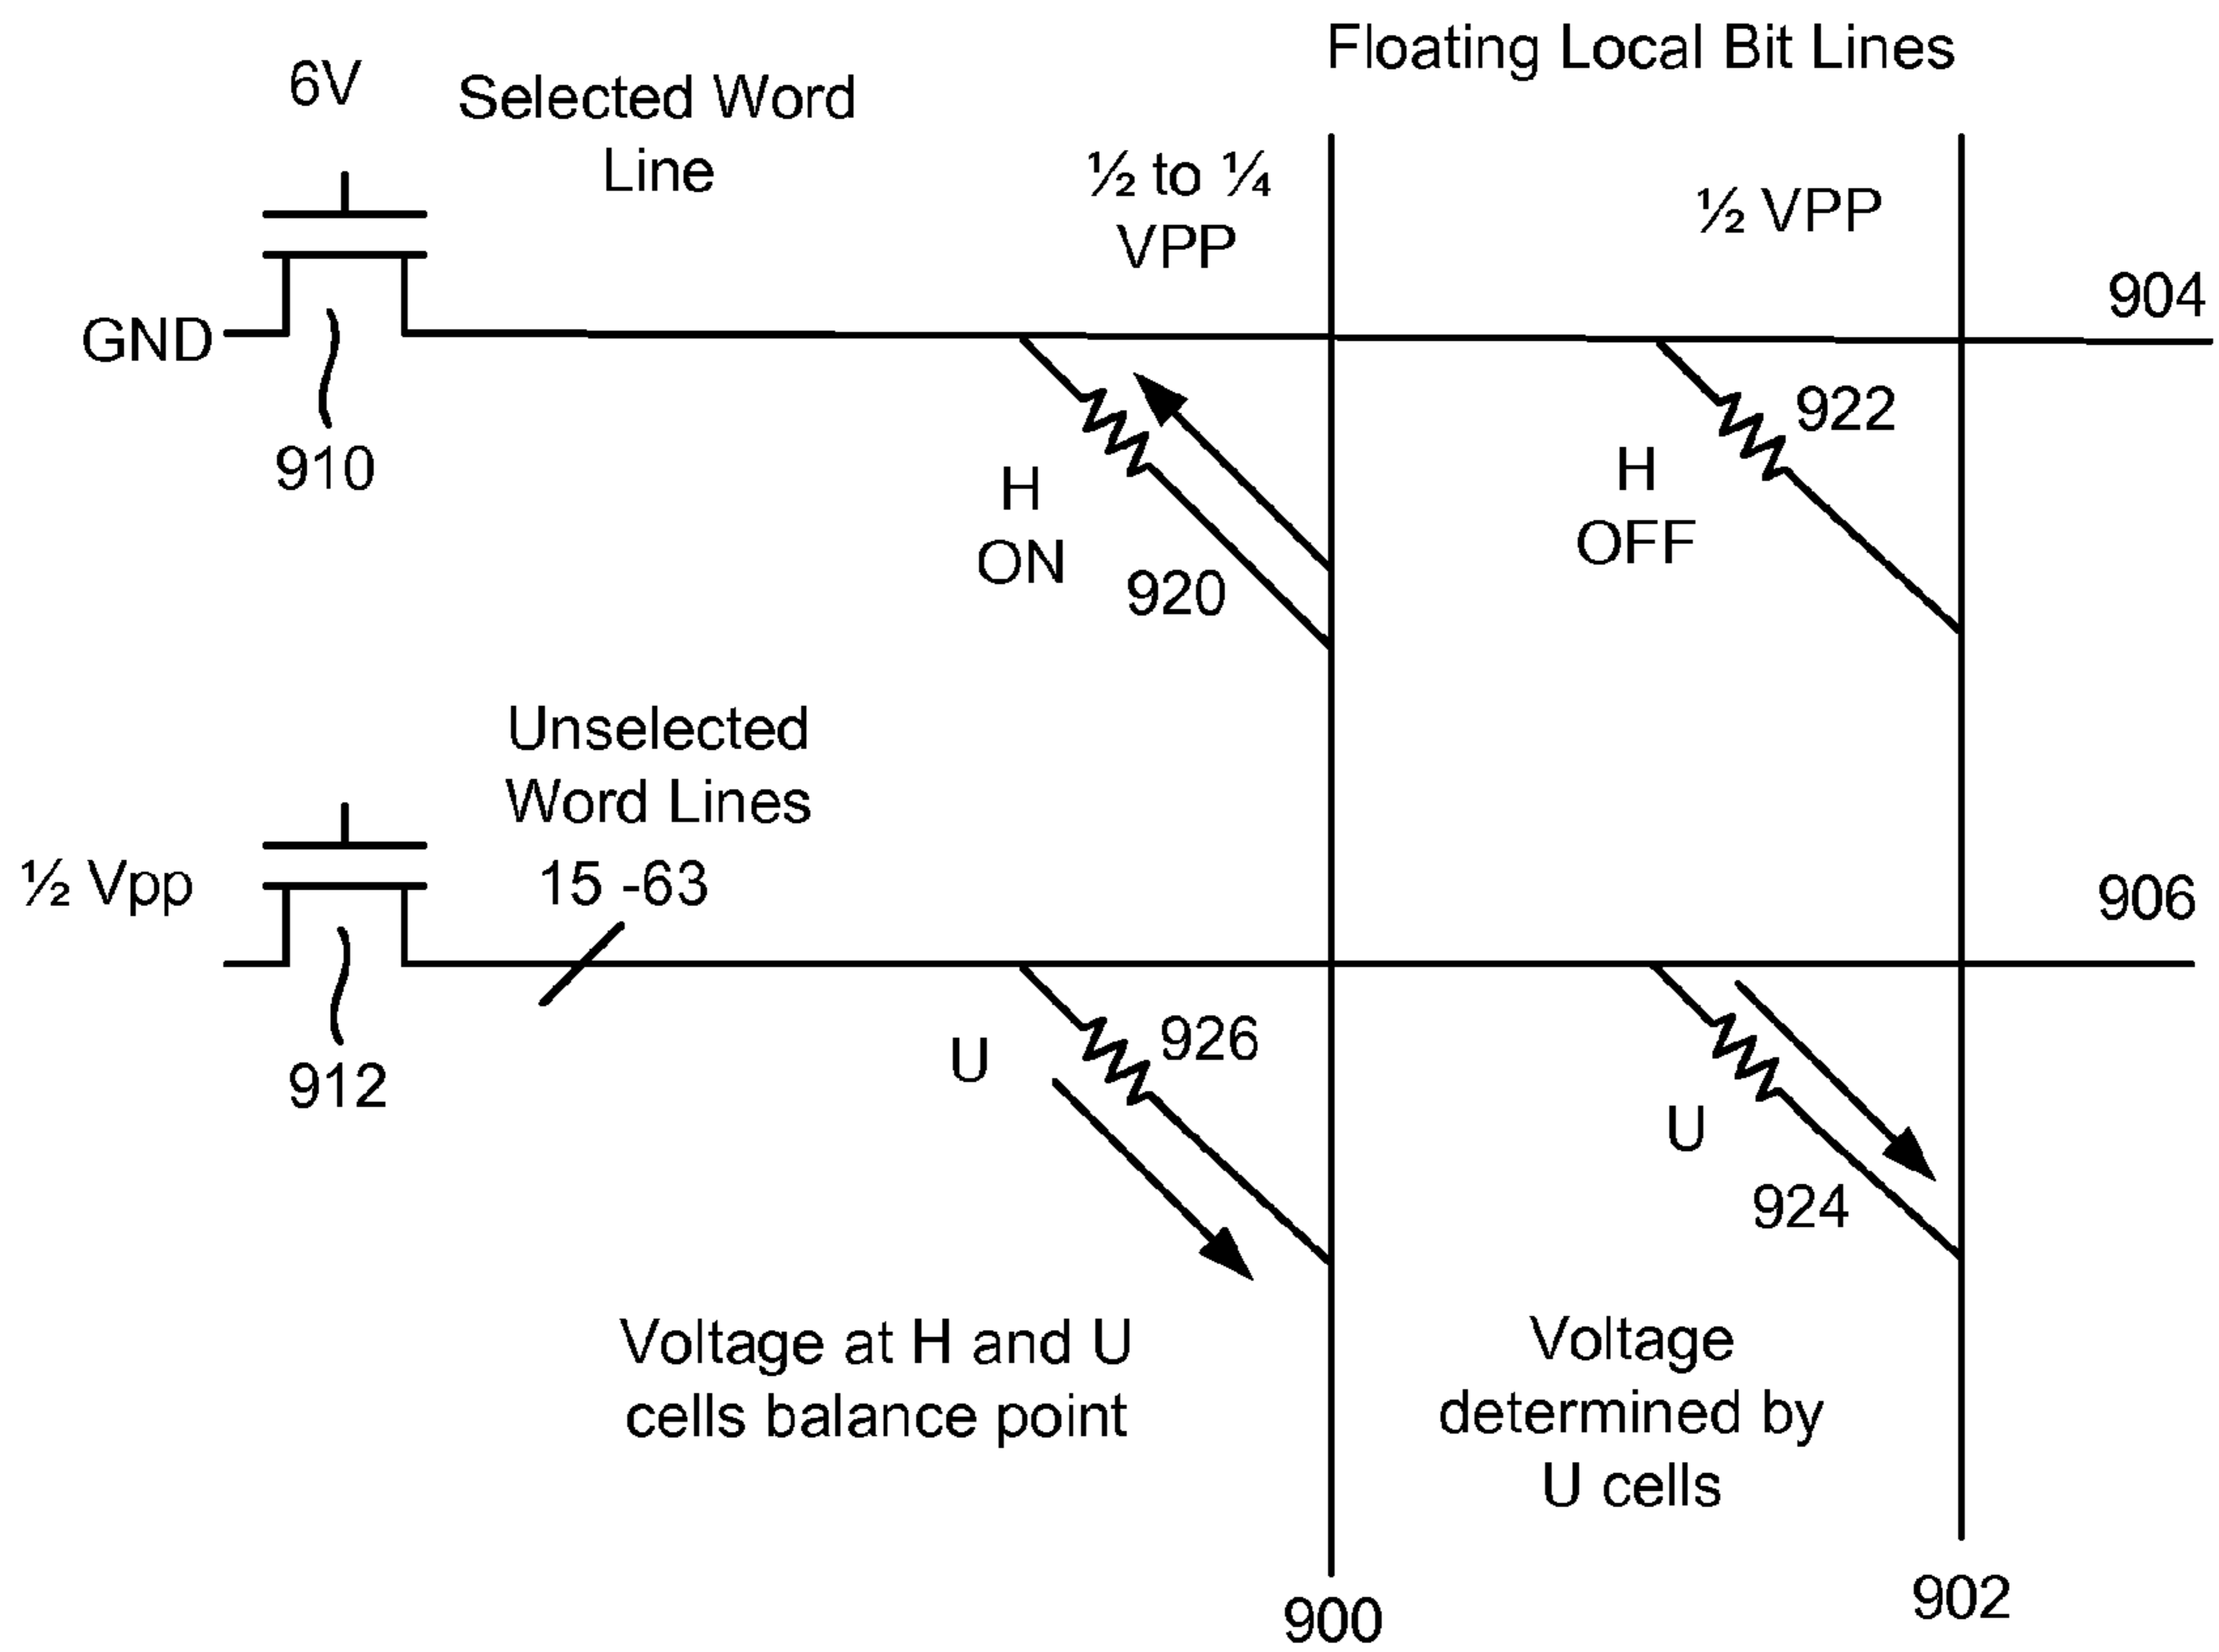 Floating Local Bit Lines
6V
Selected Word
Line
½ to ¼
VPP
½ VPP
904
GND
910
H
ON
920
922
H
OFF
Unselected
Word Lines
15 -63
½ Vpp
906
912
U
926
U
924
Voltage at H and U
cells balance point
Voltage
determined by
U cells
900
902